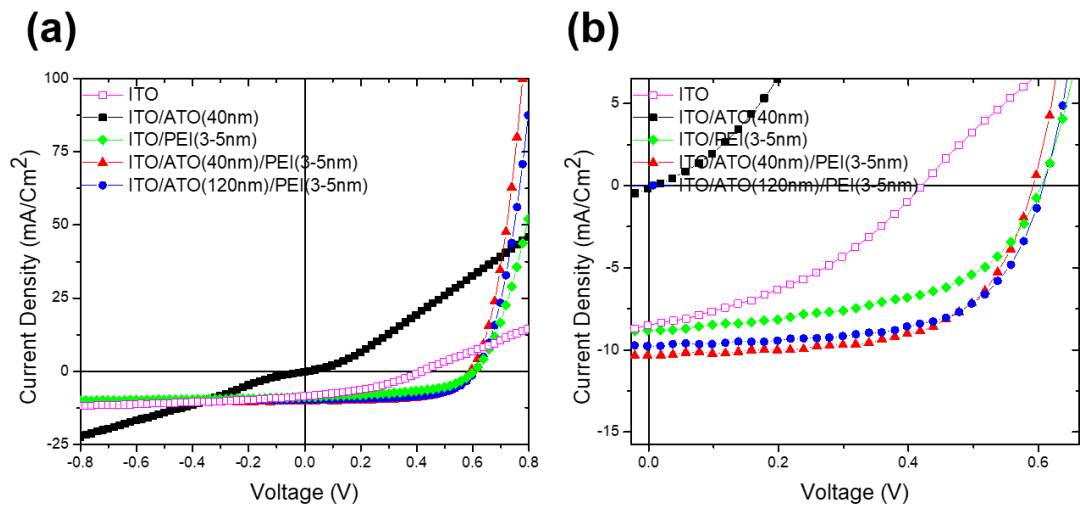 (a)
100
75
50
25
0
-25
-0.8 -0.6 -0.4 -0.2 0.0 0.2 0.4 0.6 0.8
Current Density (mA/Cm2)
Voltage (V)
ITO
ITO/ATO(40nm)
ITO/PEI(3-5nm)
ITO/ATO(40nm)/PEI(3-5nm)
ITO/ATO(120nm)/PEI(3-5nm)
(b)
5
0
-5
-10
-15
0.0 0.2 0.4 0.6
Current Density (mA/Cm2)
Voltage (V)
ITO
ITO/ATO(40nm)
ITO/PEI(3-5nm)
ITO/ATO(40nm)/PEI(3-5nm)
ITO/ATO(120nm)/PEI(3-5nm)